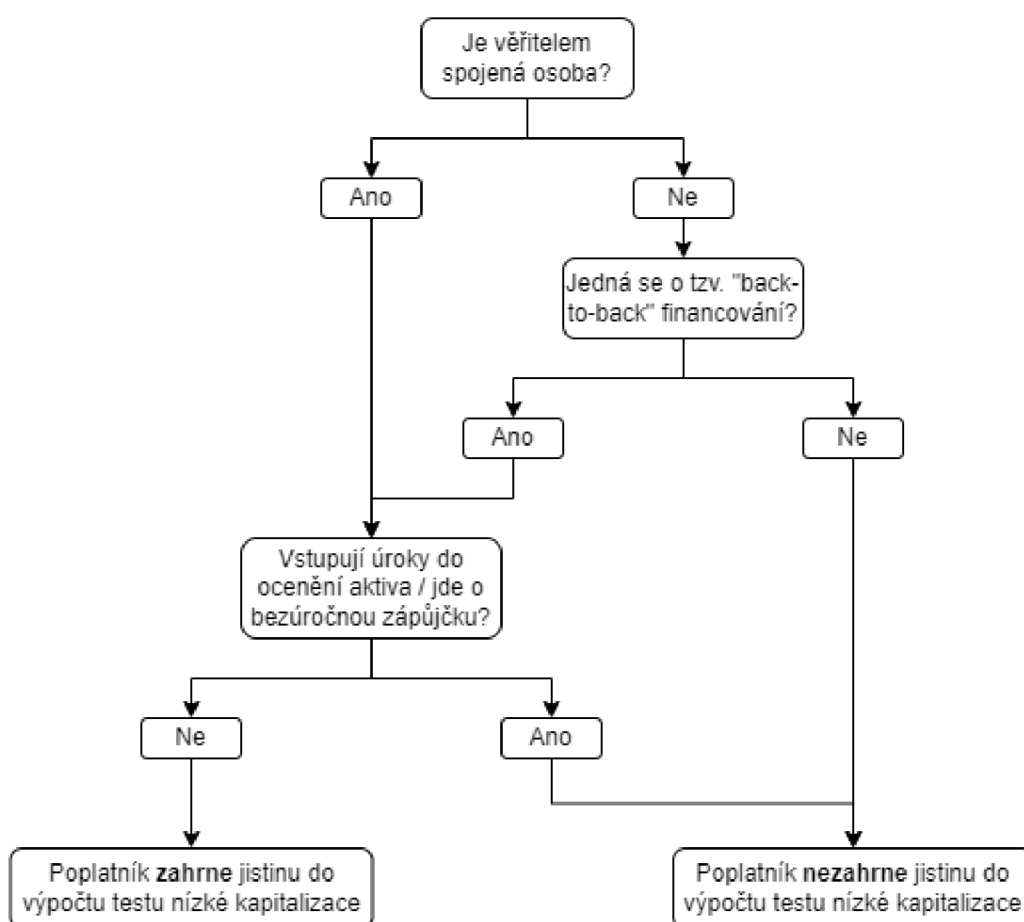 Je věřitelem
spojená osoba?
Ano
Ne
Jedná se o tzv. "back-
to-back" financování?
Ano
Ne
Vstupují úroky do
ocenění aktiva / jde o
bezúročnou zápůjčku?
Ne
Ano
Poplatník zahrne jistinu do
výpočtu testu nízké kapitalizace
Poplatník nezahrne jistinu do
výpočtu testu nízké kapitalizace